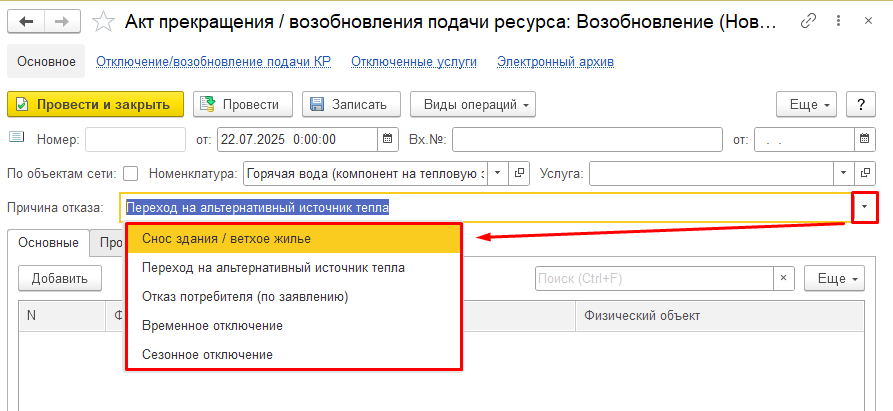 Акт прекращения / возобновления подачи ресурса: Возобновление (Нов...
Основное Отключение/возобновление подачи КР Отключенные услуги Электронный архив
Провести и закрыть Провести Записать Виды операций Еще ?
Номер: от: 22.07.2025 0:00:00 Вх.№: от: . .
По объектам сети: Номенклатура: Горячая вода (компонент на тепловую э Услуга:
Причина отказа: Переход на альтернативный источник тепла
Основные Про
Снос здания / ветхое жилье
Переход на альтернативный источник тепла
Добавить Поиск (Ctrl+F) × Еще
Отказ потребителя (по заявлению)
N Ф Физический объект
Временное отключение
Сезонное отключение